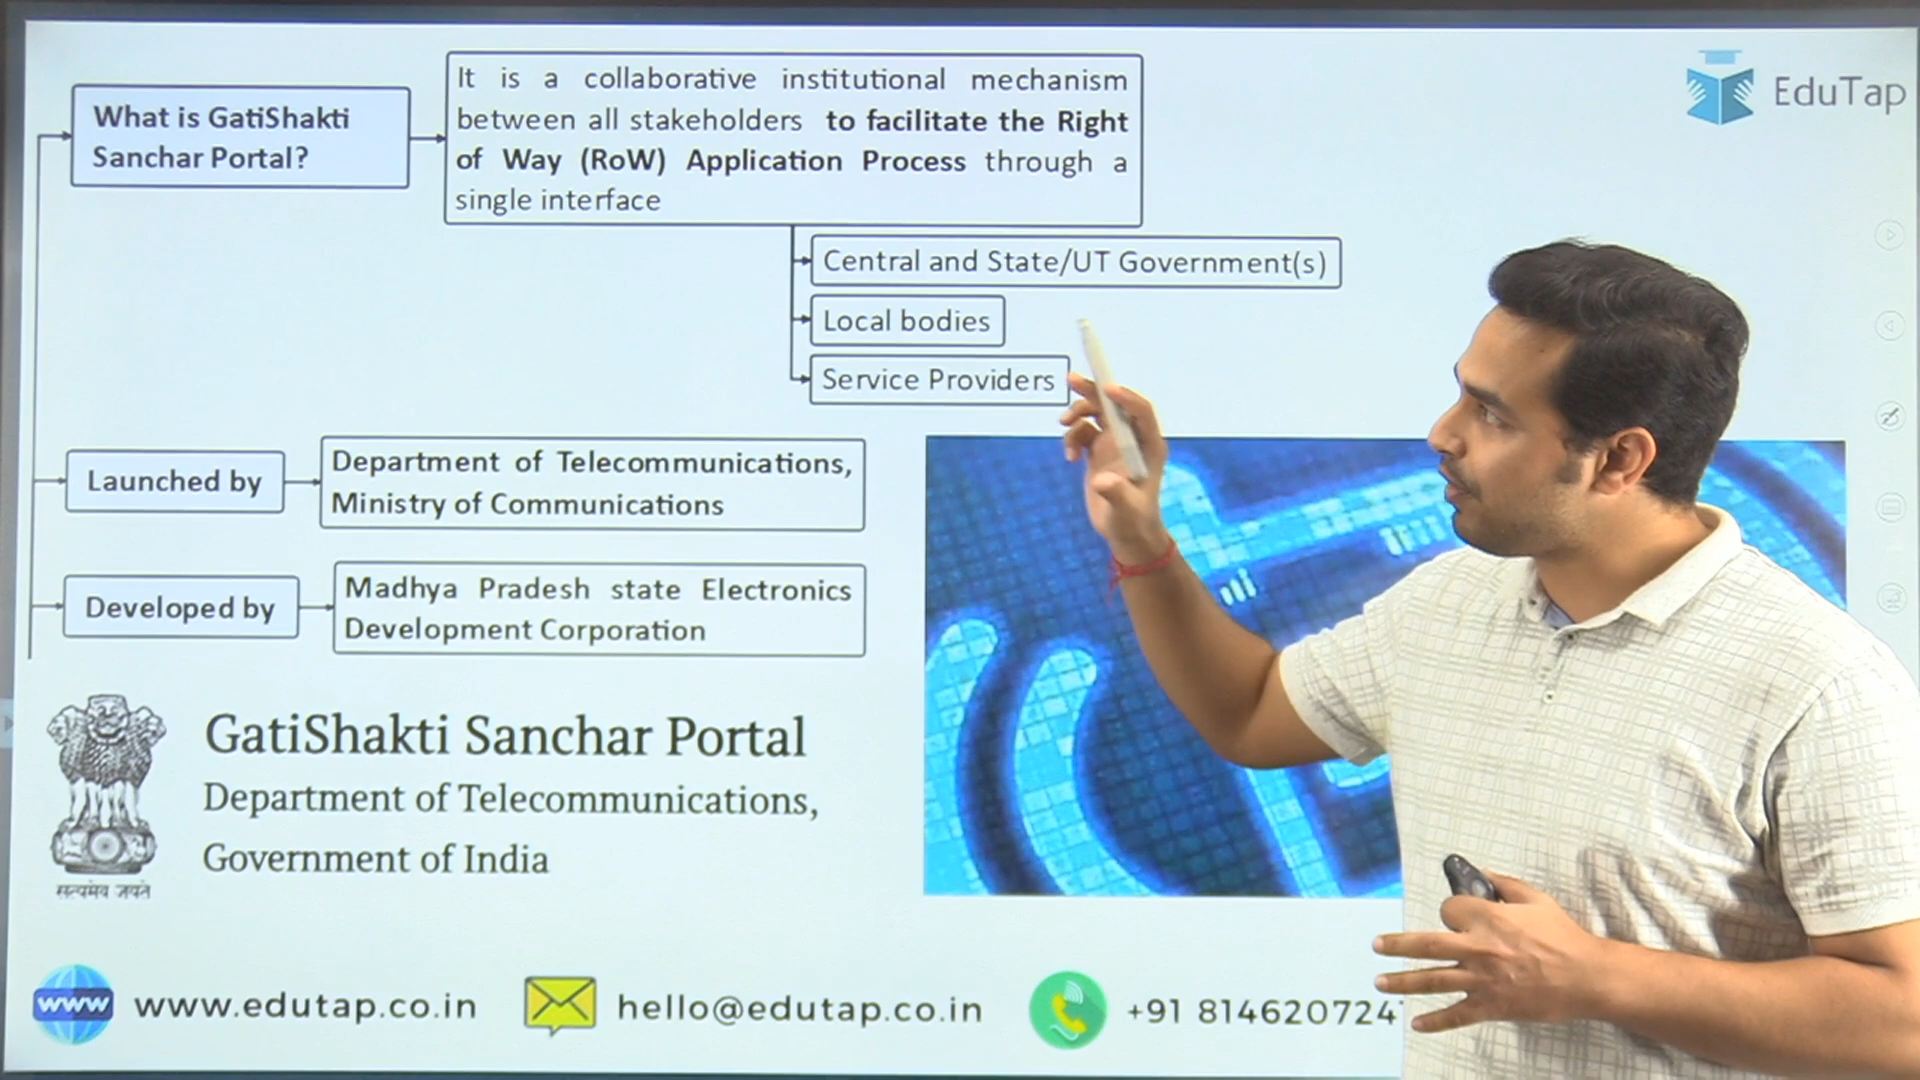 EduTap
What is GatiShakti
Sanchar Portal?
It is a collaborative institutional mechanism
between all stakeholders to facilitate the Right
of Way (RoW) Application Process through a
single interface
Central and State/UT Government(s)
Local bodies
Service Providers
Launched by
Department of Telecommunications,
Ministry of Communications
Developed by
Madhya Pradesh state Electronics
Development Corporation
GatiShakti Sanchar Portal
Department of Telecommunications,
Government of India
सत्यमेव जयते
www
www.edutap.co.in
hello@edutap.co.in
+91 814620724